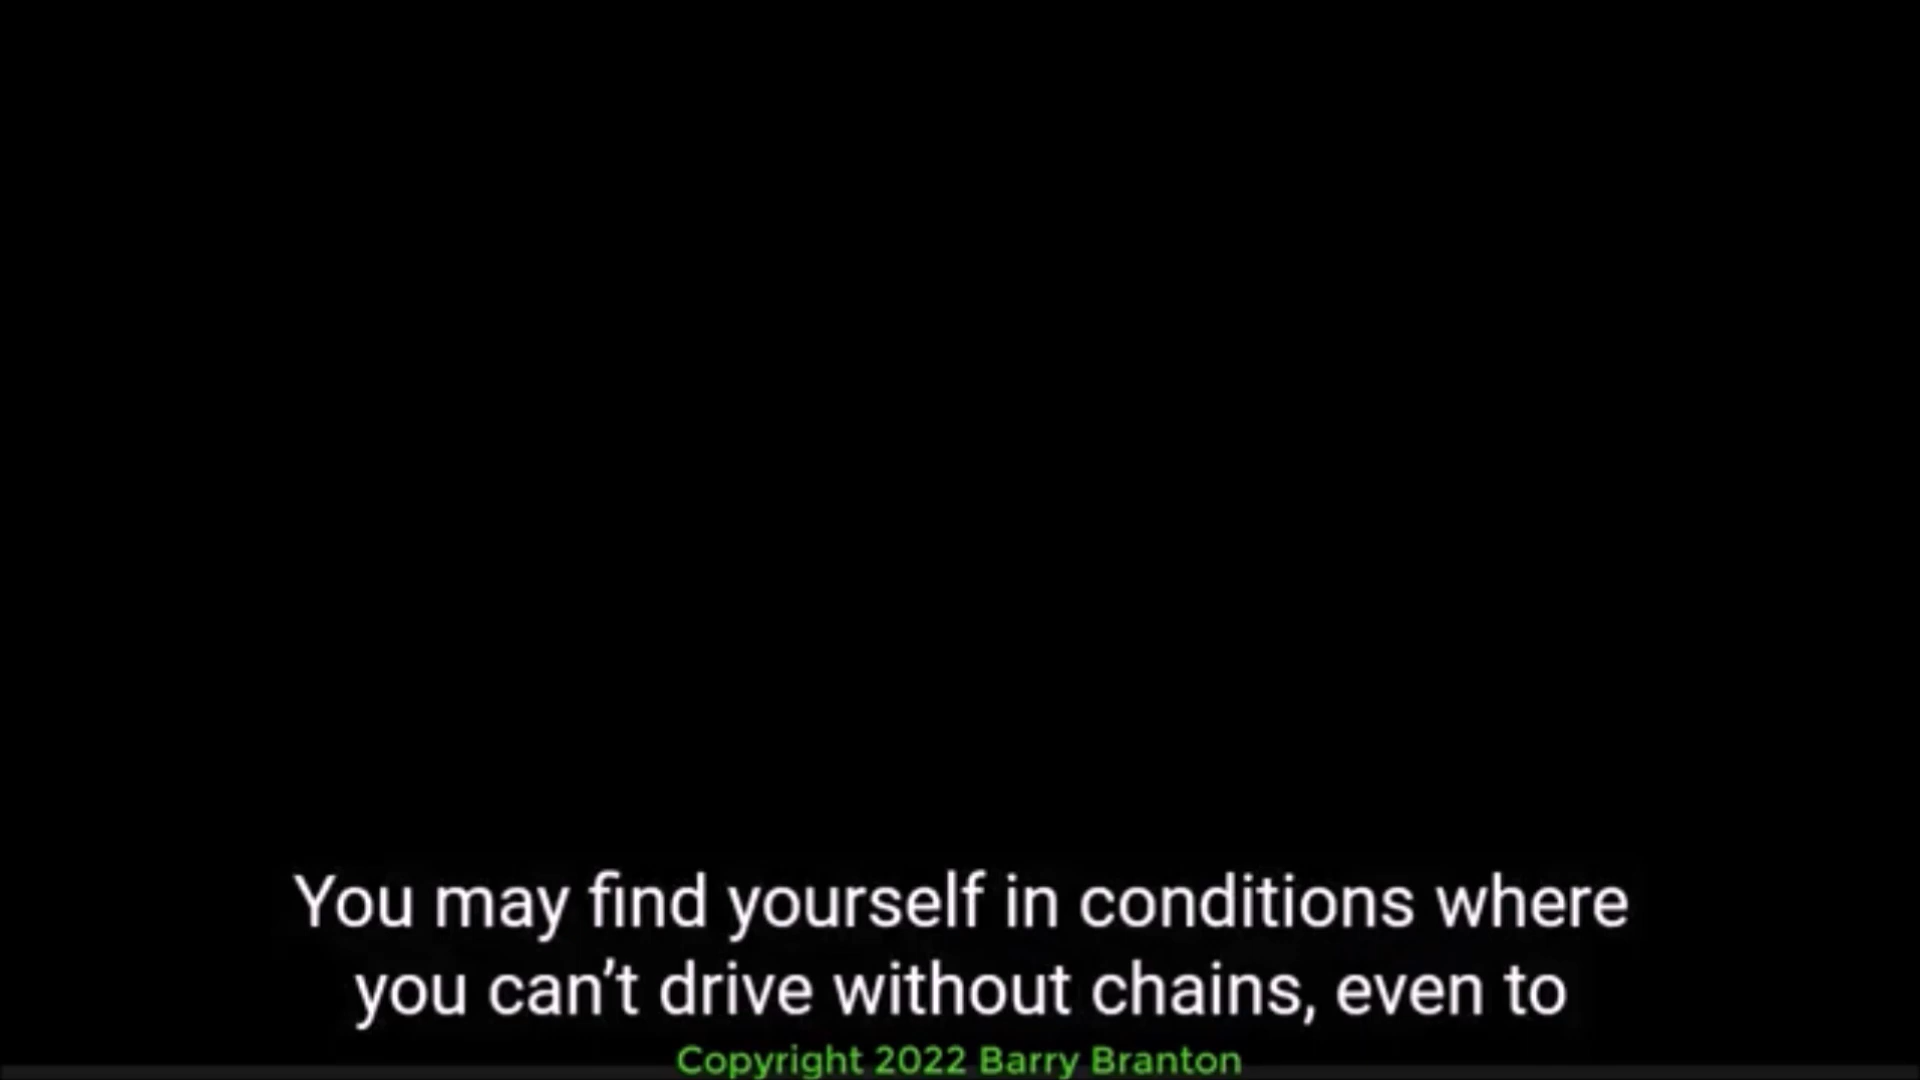 You may find yourself in conditions where
you can’t drive without chains, even to
Copyright 2022 Barry Branton